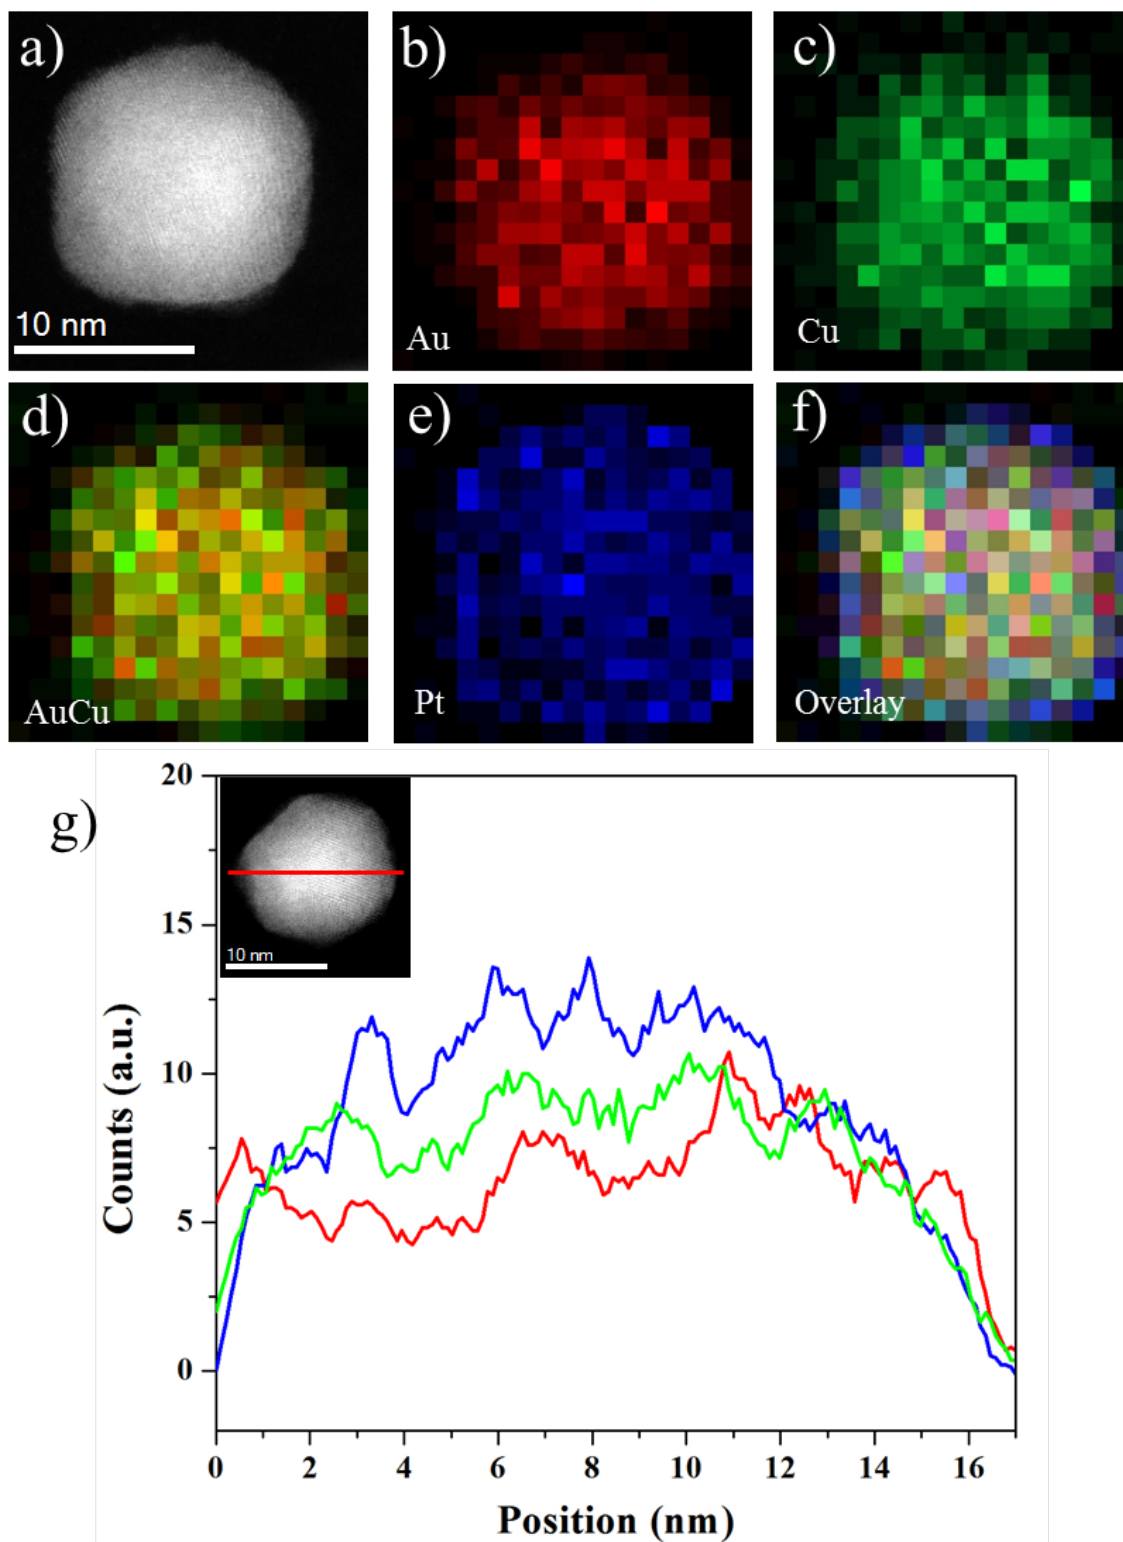 a)
b)
c)
10 nm
Au
Cu
d)
e)
f)
AuCu
Pt
Overlay
g)
20
15
10
5
0
10 nm
Counts (a.u.)
0 2 4 6 8 10 12 14 16
Position (nm)